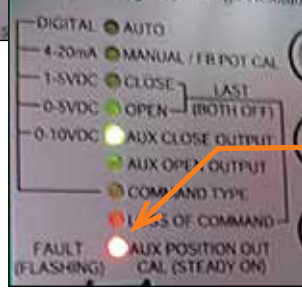 DIGITAL AUTO
4-20mA MANUAL / FB POT CAL
1-5VDC CLOSE LAST
0-5VDC OPEN (BOTH OFF)
0-10VDC AUX CLOSE OUTPUT
AUX OPEN OUTPUT
COMMAND TYPE
LOSS OF COMMAND
FAULT AUX POSITION OUT
(FLASHING) CAL (STEADY ON)